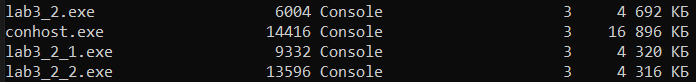 lab3_2.exe 6004 Console 3 4 692 КБ
conhost.exe 14416 Console 3 16 896 КБ
lab3_2_1.exe 9332 Console 3 4 320 КБ
lab3_2_2.exe 13596 Console 3 4 316 КБ